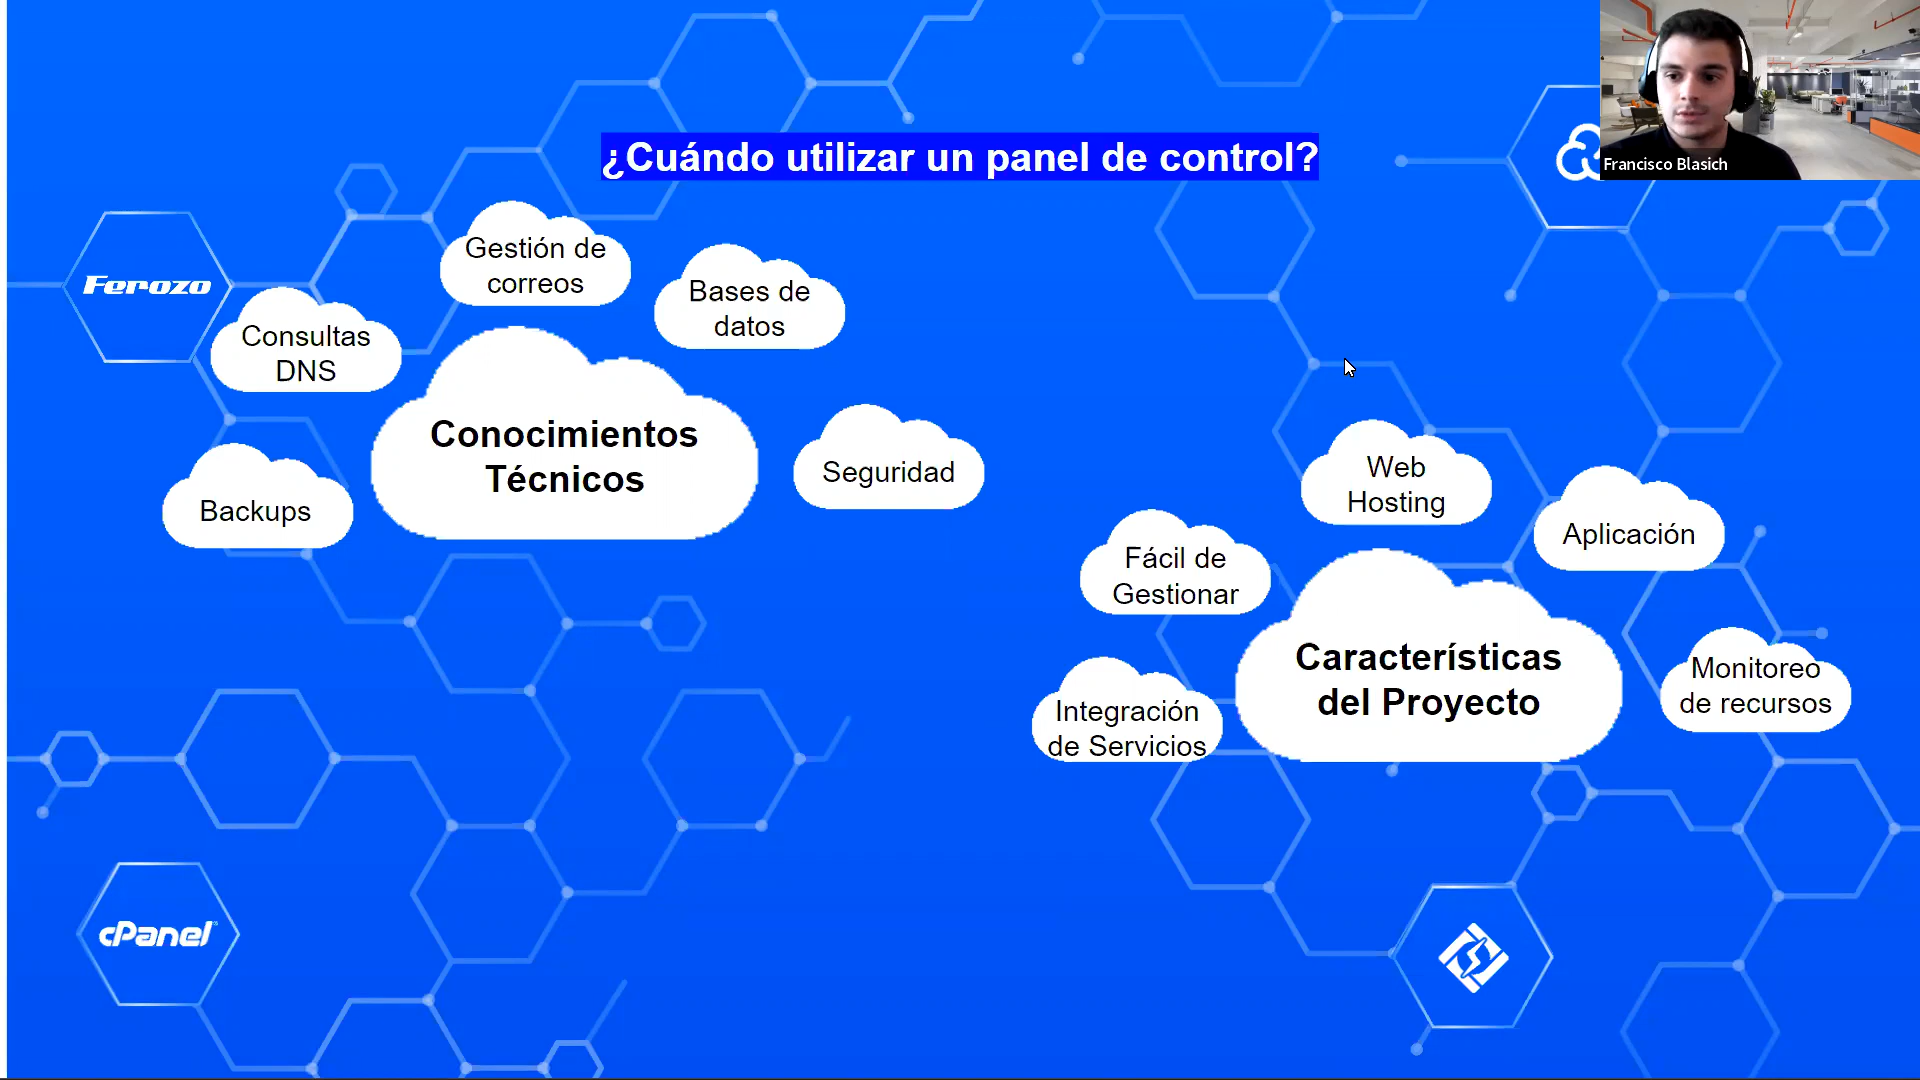 ¿Cuándo utilizar un panel de control?
Francisco Blasich
Ferozo
Gestión de
correos
Bases de
datos
Consultas
DNS
Conocimientos
Técnicos
Seguridad
Backups
Web
Hosting
Aplicación
Fácil de
Gestionar
Características
del Proyecto
Monitoreo
de recursos
Integración
de Servicios
cPanel